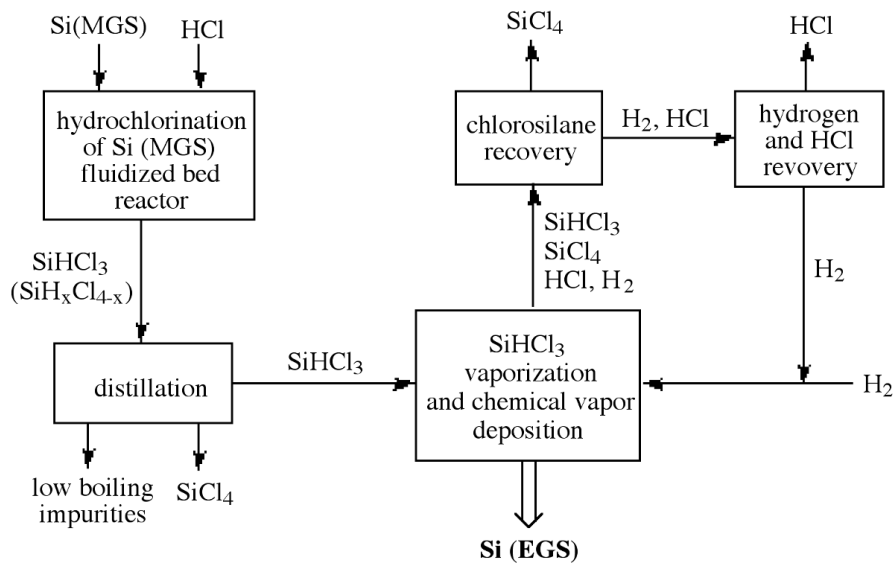 Si(MGS)
HCl
hydrochlorination
of Si (MGS)
fluidized bed
reactor
SiHCl₃
(SiHₓCl₄₋ₓ)
distillation
low boiling
impurities
SiCl₄
SiHCl₃
SiHCl₃
vaporization
and chemical vapor
deposition
Si (EGS)
SiHCl₃
SiCl₄
HCl, H₂
chlorosilane
recovery
SiCl₄
H₂, HCl
hydrogen
and HCl
revovery
HCl
H₂
H₂